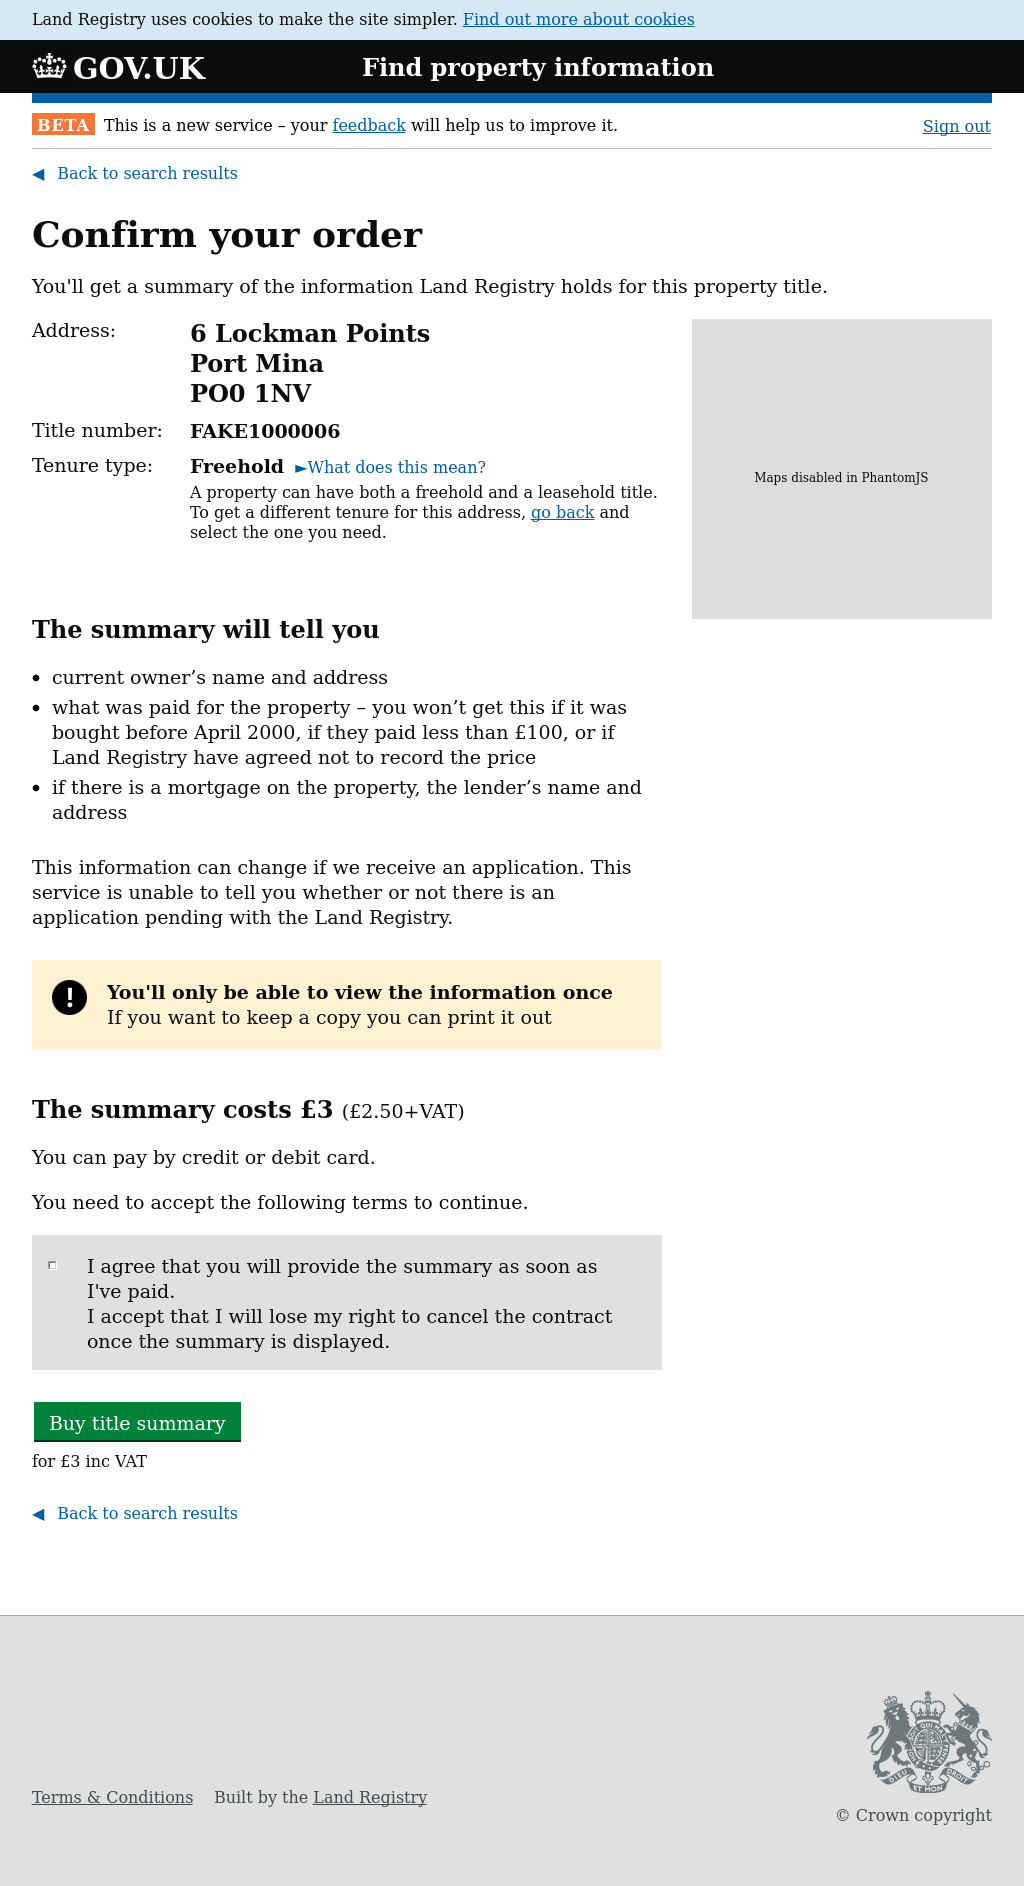 Land Registry uses cookies to make the site simpler. Find out more about cookies
GOV.UK
Find property information
BETA This is a new service – your feedback will help us to improve it.
Sign out
◀ Back to search results
Confirm your order
You'll get a summary of the information Land Registry holds for this property title.
Address:
6 Lockman Points
Port Mina
PO0 1NV
Maps disabled in PhantomJS
Title number:
FAKE1000006
Tenure type:
Freehold ►What does this mean?
A property can have both a freehold and a leasehold title.
To get a different tenure for this address, go back and
select the one you need.
The summary will tell you
• current owner’s name and address
• what was paid for the property – you won’t get this if it was
bought before April 2000, if they paid less than £100, or if
Land Registry have agreed not to record the price
• if there is a mortgage on the property, the lender’s name and
address
This information can change if we receive an application. This
service is unable to tell you whether or not there is an
application pending with the Land Registry.
! You'll only be able to view the information once
If you want to keep a copy you can print it out
The summary costs £3 (£2.50+VAT)
You can pay by credit or debit card.
You need to accept the following terms to continue.
I agree that you will provide the summary as soon as
I've paid.
I accept that I will lose my right to cancel the contract
once the summary is displayed.
Buy title summary
for £3 inc VAT
◀ Back to search results
DIEU ET MON DROIT
Terms & Conditions Built by the Land Registry
© Crown copyright